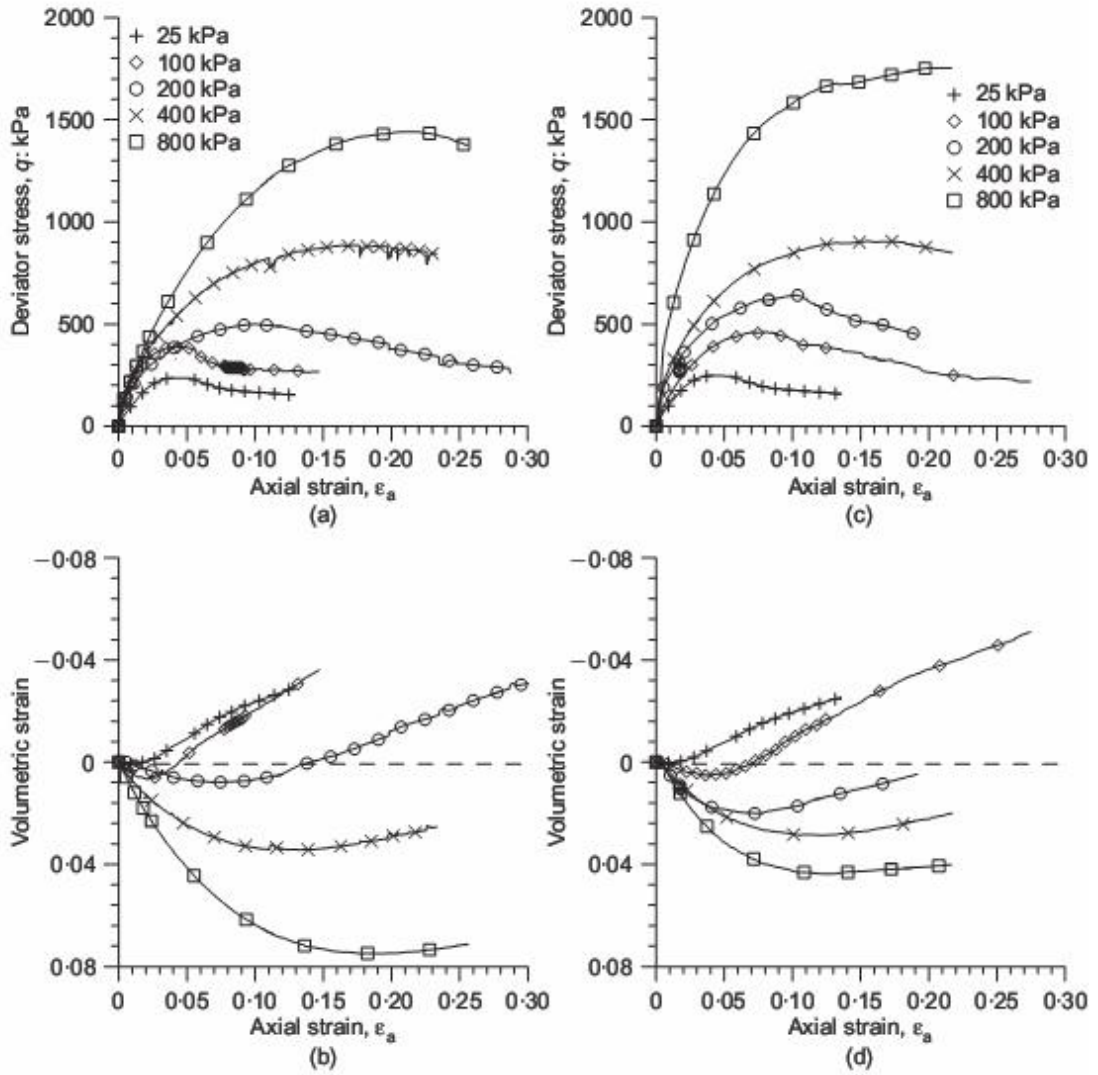 2000
1500
1000
500
0
Deviator stress, q: kPa
25 kPa
100 kPa
200 kPa
400 kPa
800 kPa
0 0·05 0·10 0·15 0·20 0·25 0·30
Axial strain, εa
(a)
2000
1500
1000
500
0
Deviator stress, q: kPa
25 kPa
100 kPa
200 kPa
400 kPa
800 kPa
0 0·05 0·10 0·15 0·20 0·25 0·30
Axial strain, εa
(c)
−0·08
−0·04
0
0·04
0·08
Volumetric strain
0 0·05 0·10 0·15 0·20 0·25 0·30
Axial strain, εa
(b)
−0·08
−0·04
0
0·04
0·08
Volumetric strain
0 0·05 0·10 0·15 0·20 0·25 0·30
Axial strain, εa
(d)